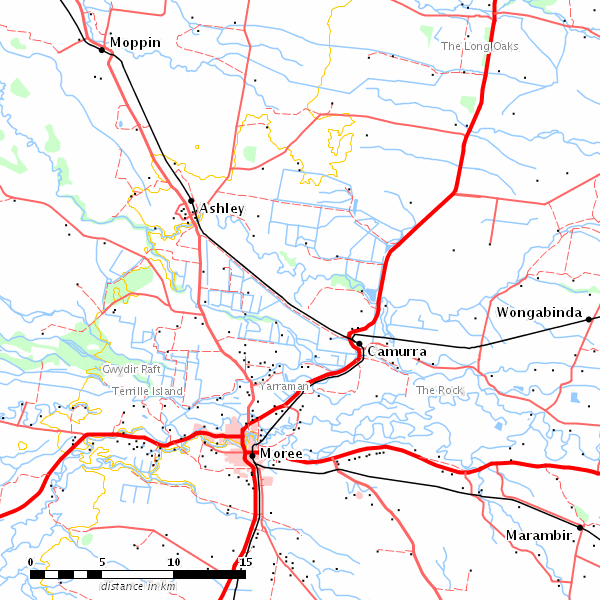 Moppin
The Long Oaks
Ashley
Wongabinda
Camurra
Gwydir Raft
Terrille Island
Yarraman
The Rock
Moree
Marambir
0 5 10 15
distance in km